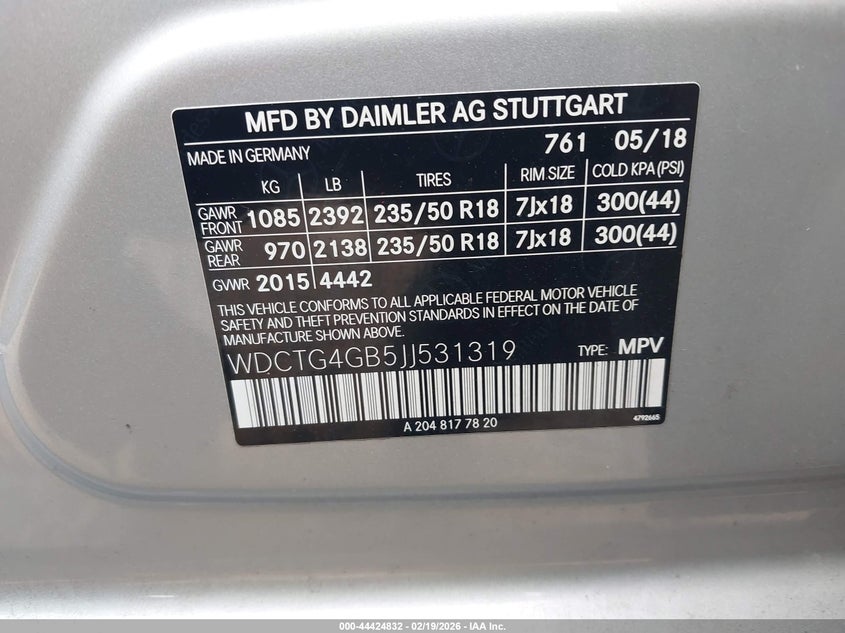 MFD BY DAIMLER AG STUTTGART
MADE IN GERMANY 761 05/18
KG LB TIRES RIM SIZE COLD KPA(PSI)
GAWR FRONT 1085 2392 235/50 R18 7Jx18 300(44)
GAWR REAR 970 2138 235/50 R18 7Jx18 300(44)
GVWR 2015 4442
THIS VEHICLE CONFORMS TO ALL APPLICABLE FEDERAL MOTOR VEHICLE
SAFETY AND THEFT PREVENTION STANDARDS IN EFFECT ON THE DATE OF
MANUFACTURE SHOWN ABOVE.
WDCTG4GB5JJ531319 TYPE: MPV
A 204 817 78 20 4792665
000-44424832 - 02/19/2026 - IAA Inc.